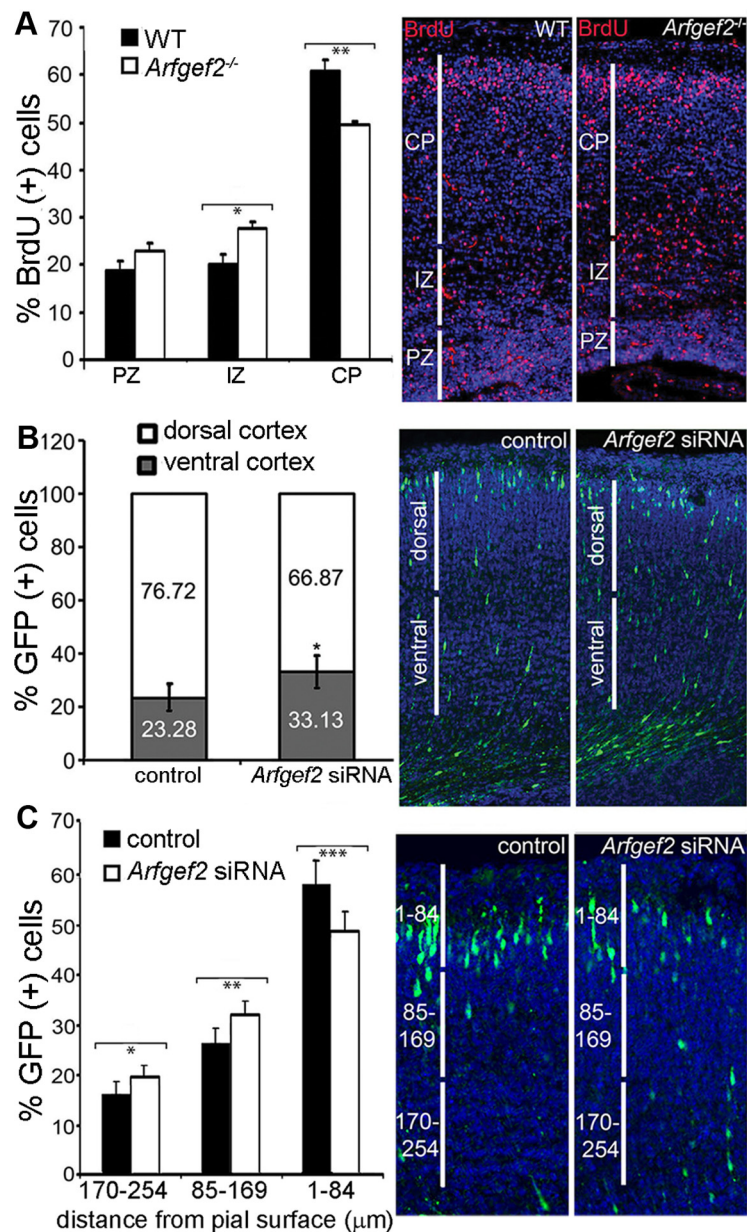 A
% BrdU (+) cells
70
60
50
40
30
20
10
0
WT
Arfgef2-/-
*
**
PZ
IZ
CP
BrdU
WT
CP
IZ
PZ
BrdU
Arfgef2-/-
CP
IZ
PZ
B
dorsal cortex
ventral cortex
% GFP (+) cells
120
100
80
60
40
20
0
76.72
23.28
66.87
*
33.13
control
Arfgef2 siRNA
control
dorsal
ventral
Arfgef2 siRNA
dorsal
ventral
C
% GFP (+) cells
70
60
50
40
30
20
10
0
control
Arfgef2 siRNA
*
**
***
170-254
85-169
1-84
distance from pial surface (μm)
control
1-84
85-
169
170-
254
Arfgef2 siRNA
1-84
85-
169
170-
254